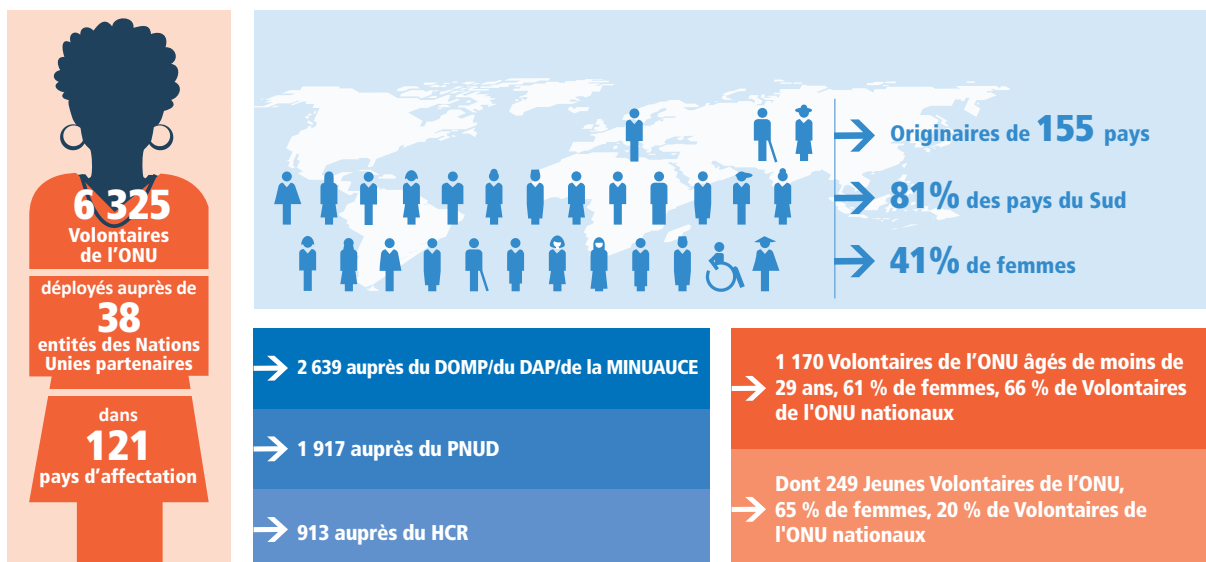 6 325
Volontaires
de l’ONU
déployés auprès de
38
entités des Nations
Unies partenaires
dans
121
pays d’affectation
Originaires de 155 pays
81% des pays du Sud
41% de femmes
2 639 auprès du DOMP/du DAP/de la MINUAUCE
1 917 auprès du PNUD
913 auprès du HCR
1 170 Volontaires de l’ONU âgés de moins de
29 ans, 61 % de femmes, 66 % de Volontaires
de l'ONU nationaux
Dont 249 Jeunes Volontaires de l’ONU,
65 % de femmes, 20 % de Volontaires de
l'ONU nationaux